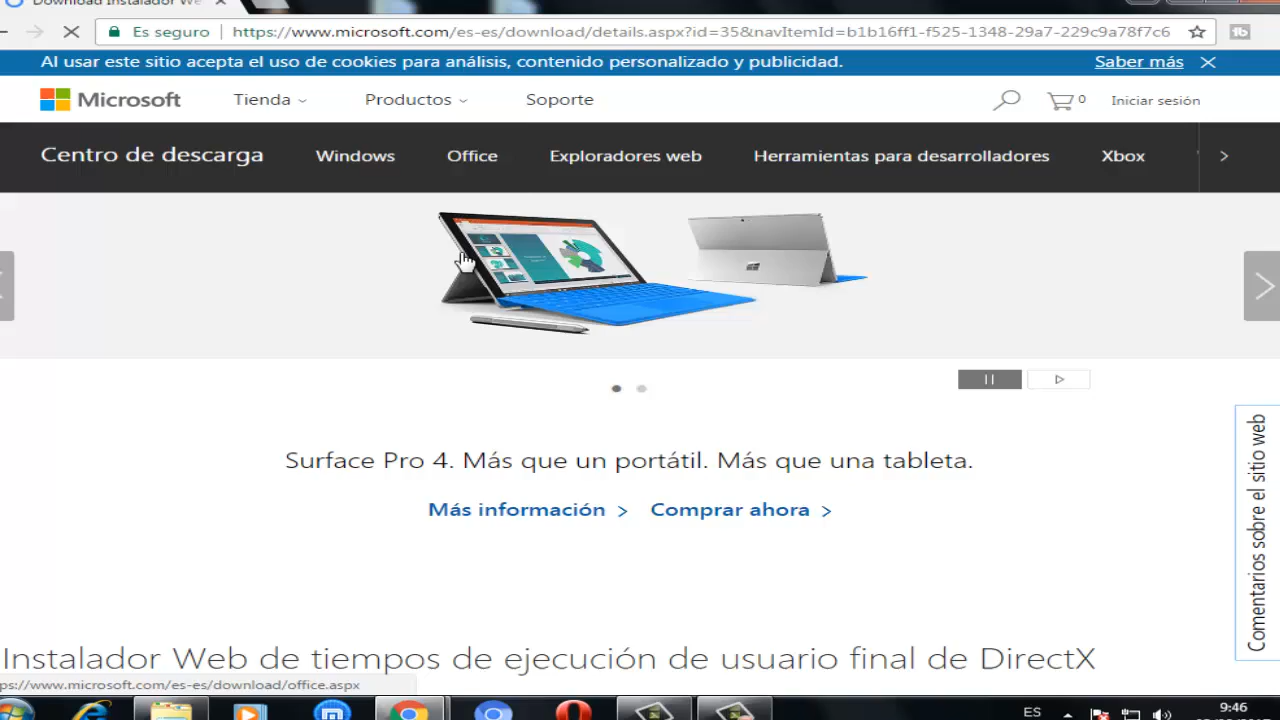 Download Instalador We
Es seguro | https://www.microsoft.com/es-es/download/details.aspx?id=35&navItemId=b1b16ff1-f525-1348-29a7-229c9a78f7c6
Al usar este sitio acepta el uso de cookies para análisis, contenido personalizado y publicidad. Saber más
Microsoft Tienda Productos Soporte 0 Iniciar sesión
Centro de descarga Windows Office Exploradores web Herramientas para desarrolladores Xbox
Surface Pro 4. Más que un portátil. Más que una tableta.
Más información > Comprar ahora >
Comentarios sobre el sitio web
Instalador Web de tiempos de ejecución de usuario final de DirectX
ps://www.microsoft.com/es-es/download/office.aspx
ES 9:46